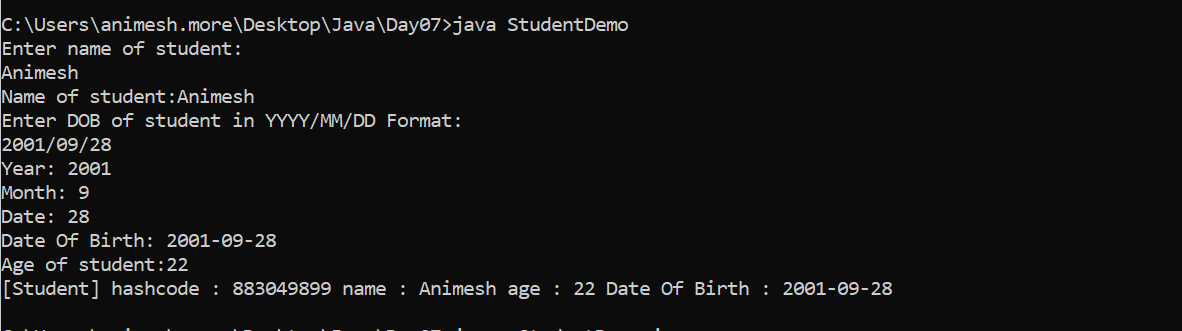 C:\Users\animesh.more\Desktop\Java\Day07>java StudentDemo
Enter name of student:
Animesh
Name of student:Animesh
Enter DOB of student in YYYY/MM/DD Format:
2001/09/28
Year: 2001
Month: 9
Date: 28
Date Of Birth: 2001-09-28
Age of student:22
[Student] hashcode : 883049899 name : Animesh age : 22 Date Of Birth : 2001-09-28